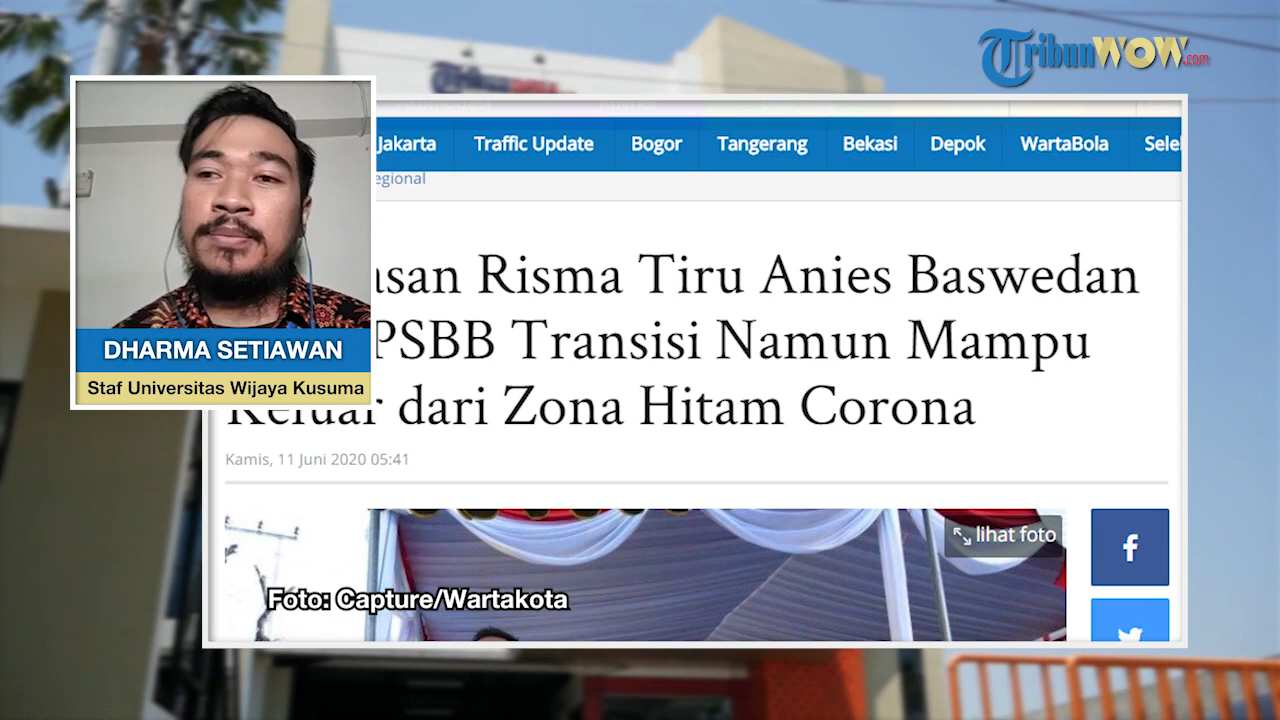 TribunWOW.com
Jakarta Traffic Update Bogor Tangerang Bekasi Depok WartaBola
egional
asan Risma Tiru Anies Baswedan
PSBB Transisi Namun Mampu
Keluar dari Zona Hitam Corona
Kamis, 11 Juni 2020 05:41
lihat foto
Foto: Capture/Wartakota
DHARMA SETIAWAN
Staf Universitas Wijaya Kusuma